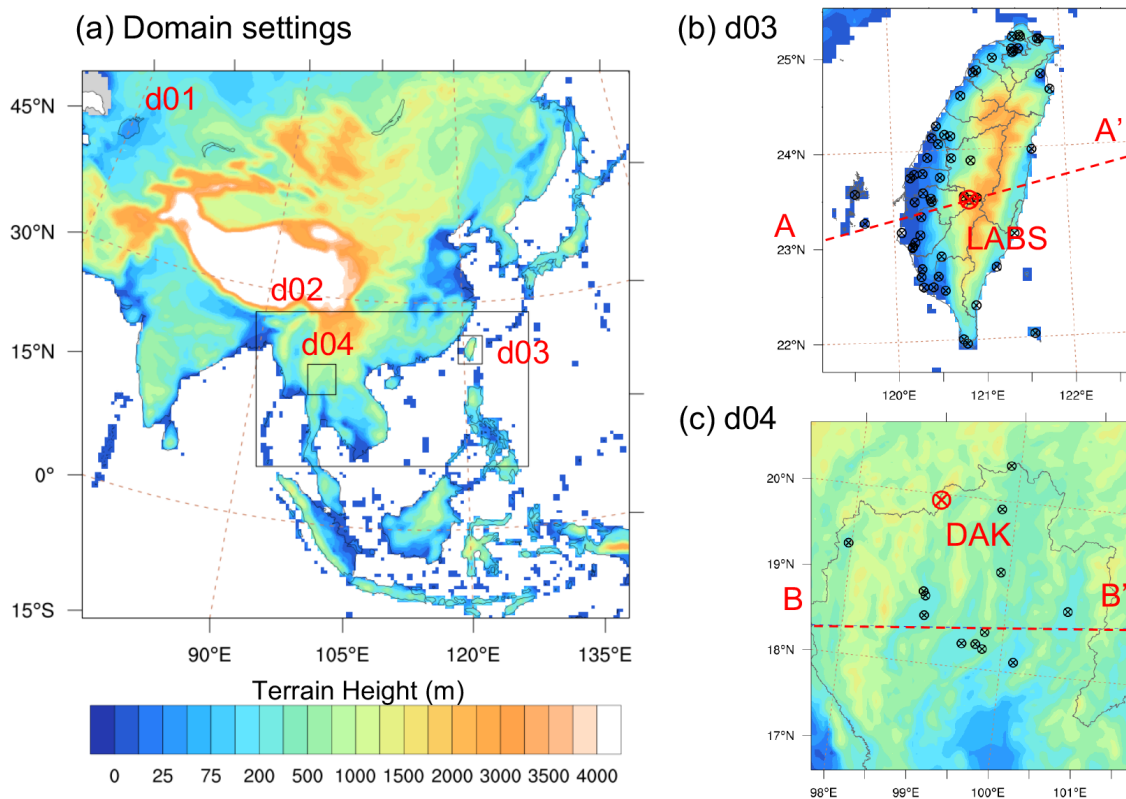 (a) Domain settings
d01
d02
d04
d03
45°N
30°N
15°N
0°
15°S
90°E
105°E
120°E
135°E
Terrain Height (m)
0 25 75 200 500 1000 1500 2000 3000 3500 4000
(b) d03
25°N
24°N
23°N
22°N
A
A'
LABS
120°E
121°E
122°E
(c) d04
20°N
19°N
18°N
17°N
DAK
B
B'
98°E
99°E
100°E
101°E